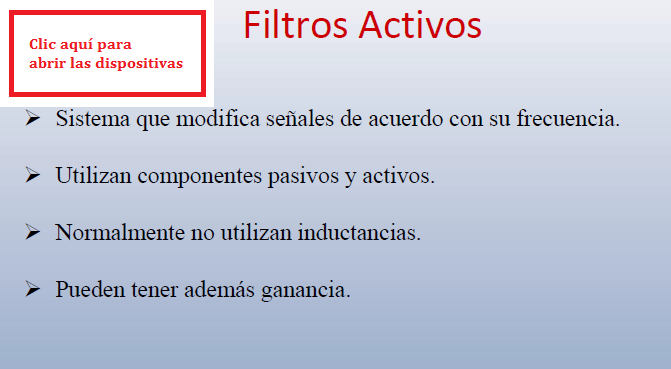 Filtros Activos
Clic aquí para
abrir las dispositivas
Sistema que modifica señales de acuerdo con su frecuencia.
Utilizan componentes pasivos y activos.
Normalmente no utilizan inductancias.
Pueden tener además ganancia.